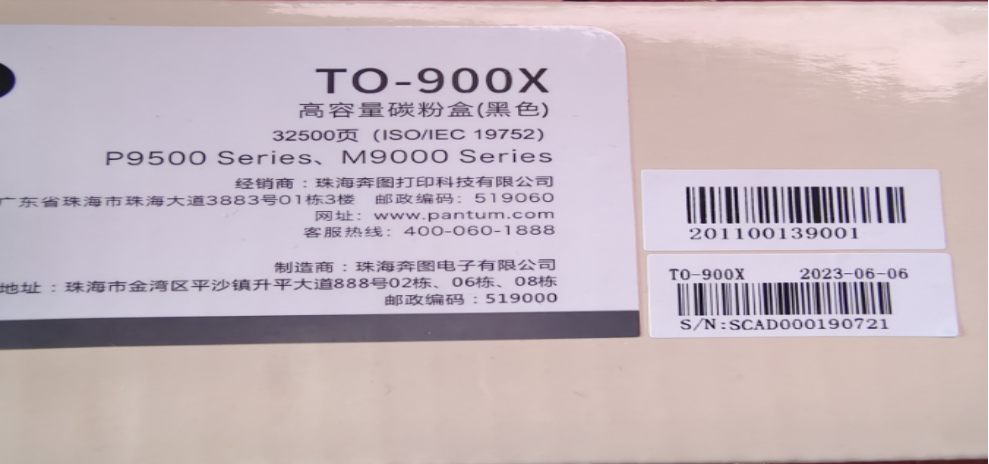 TO-900X
高容量碳粉盒(黑色)
32500页（ISO/IEC 19752）
P9500 Series、M9000 Series
经销商：珠海奔图打印科技有限公司
广东省珠海市珠海大道3883号01栋3楼 邮政编码：519060
网址：www.pantum.com
客服热线：400-060-1888
制造商：珠海奔图电子有限公司
地址：珠海市金湾区平沙镇升平大道888号02栋、06栋、08栋
邮政编码：519000
201100139001
TO-900X 2023-06-06
S/N:SCAD000190721